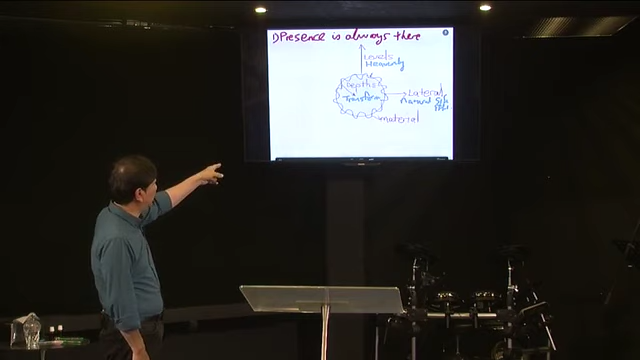 1) Presence is always there
Levels
Heavenly
Depths
Transform
Lateral
Natural
material